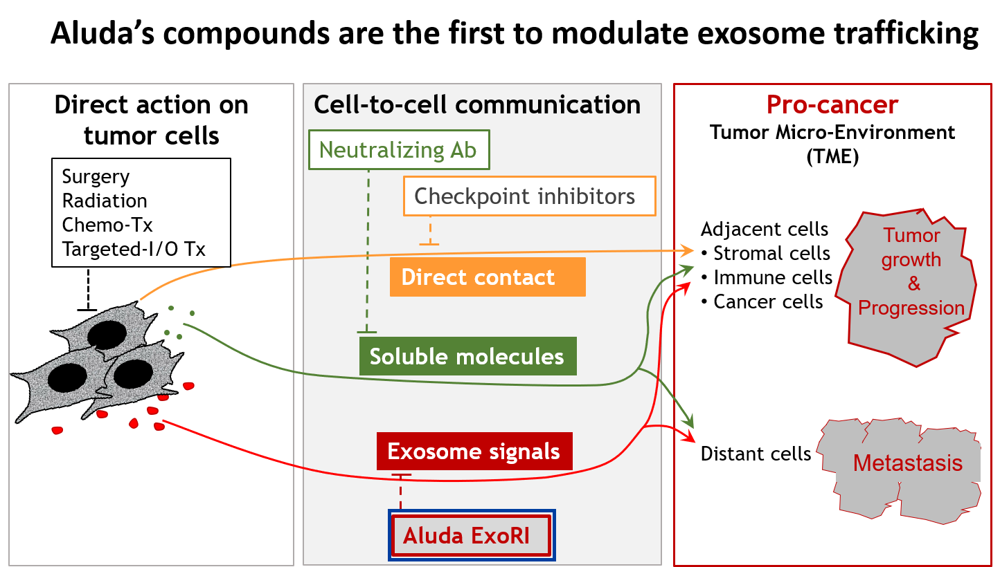 Aluda’s compounds are the first to modulate exosome trafficking
Direct action on
tumor cells
Surgery
Radiation
Chemo-Tx
Targeted-I/O Tx
Cell-to-cell communication
Neutralizing Ab
Checkpoint inhibitors
Direct contact
Soluble molecules
Exosome signals
Aluda ExoRI
Pro-cancer
Tumor Micro-Environment
(TME)
Adjacent cells
• Stromal cells
• Immune cells
• Cancer cells
Tumor
growth
&
Progression
Distant cells
Metastasis